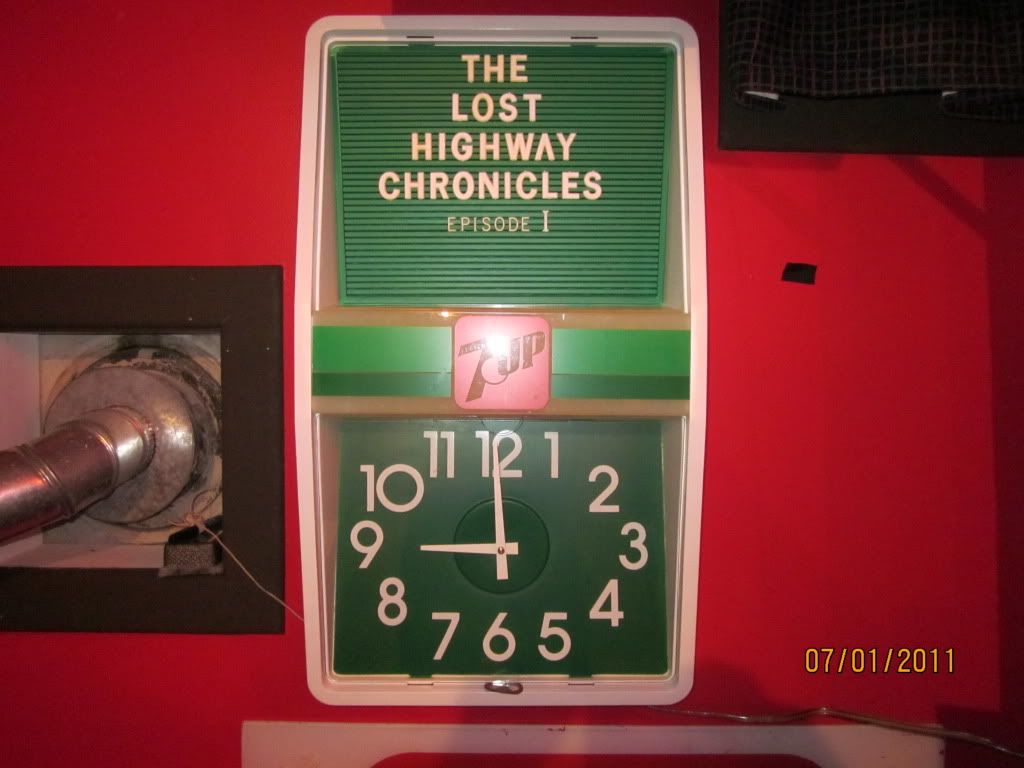 THE
LOST
HIGHWAY
CHRONICLES
EPISODE I
7UP
11 12 1
10 2
9 3
8 4
7 6 5
07/01/2011